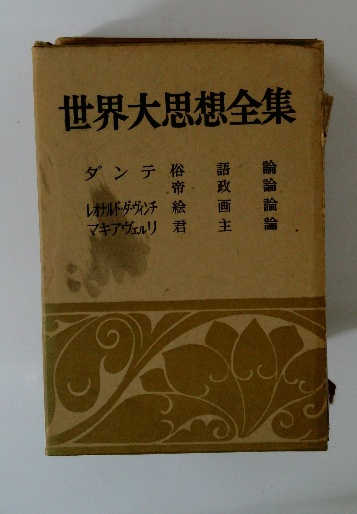 世界大思想全集
ダンテ 俗語論
帝政論
レオナルド・ダ・ヴィンチ 絵画論
マキアヴェルリ 君主論